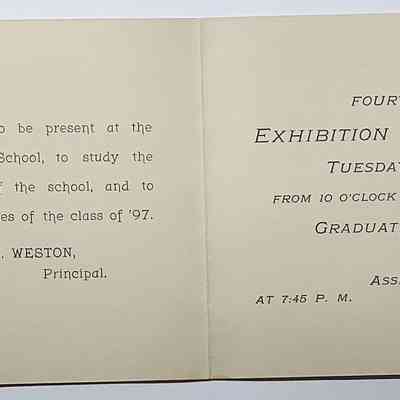 o be present at the
School, to study the
f the school, and to
es of the class of '97.
. WESTON,
Principal.
FOURT
EXHIBITION
TUESDA
FROM 10 O'CLOCK
GRADUAT
ASS
AT 7:45 P. M.